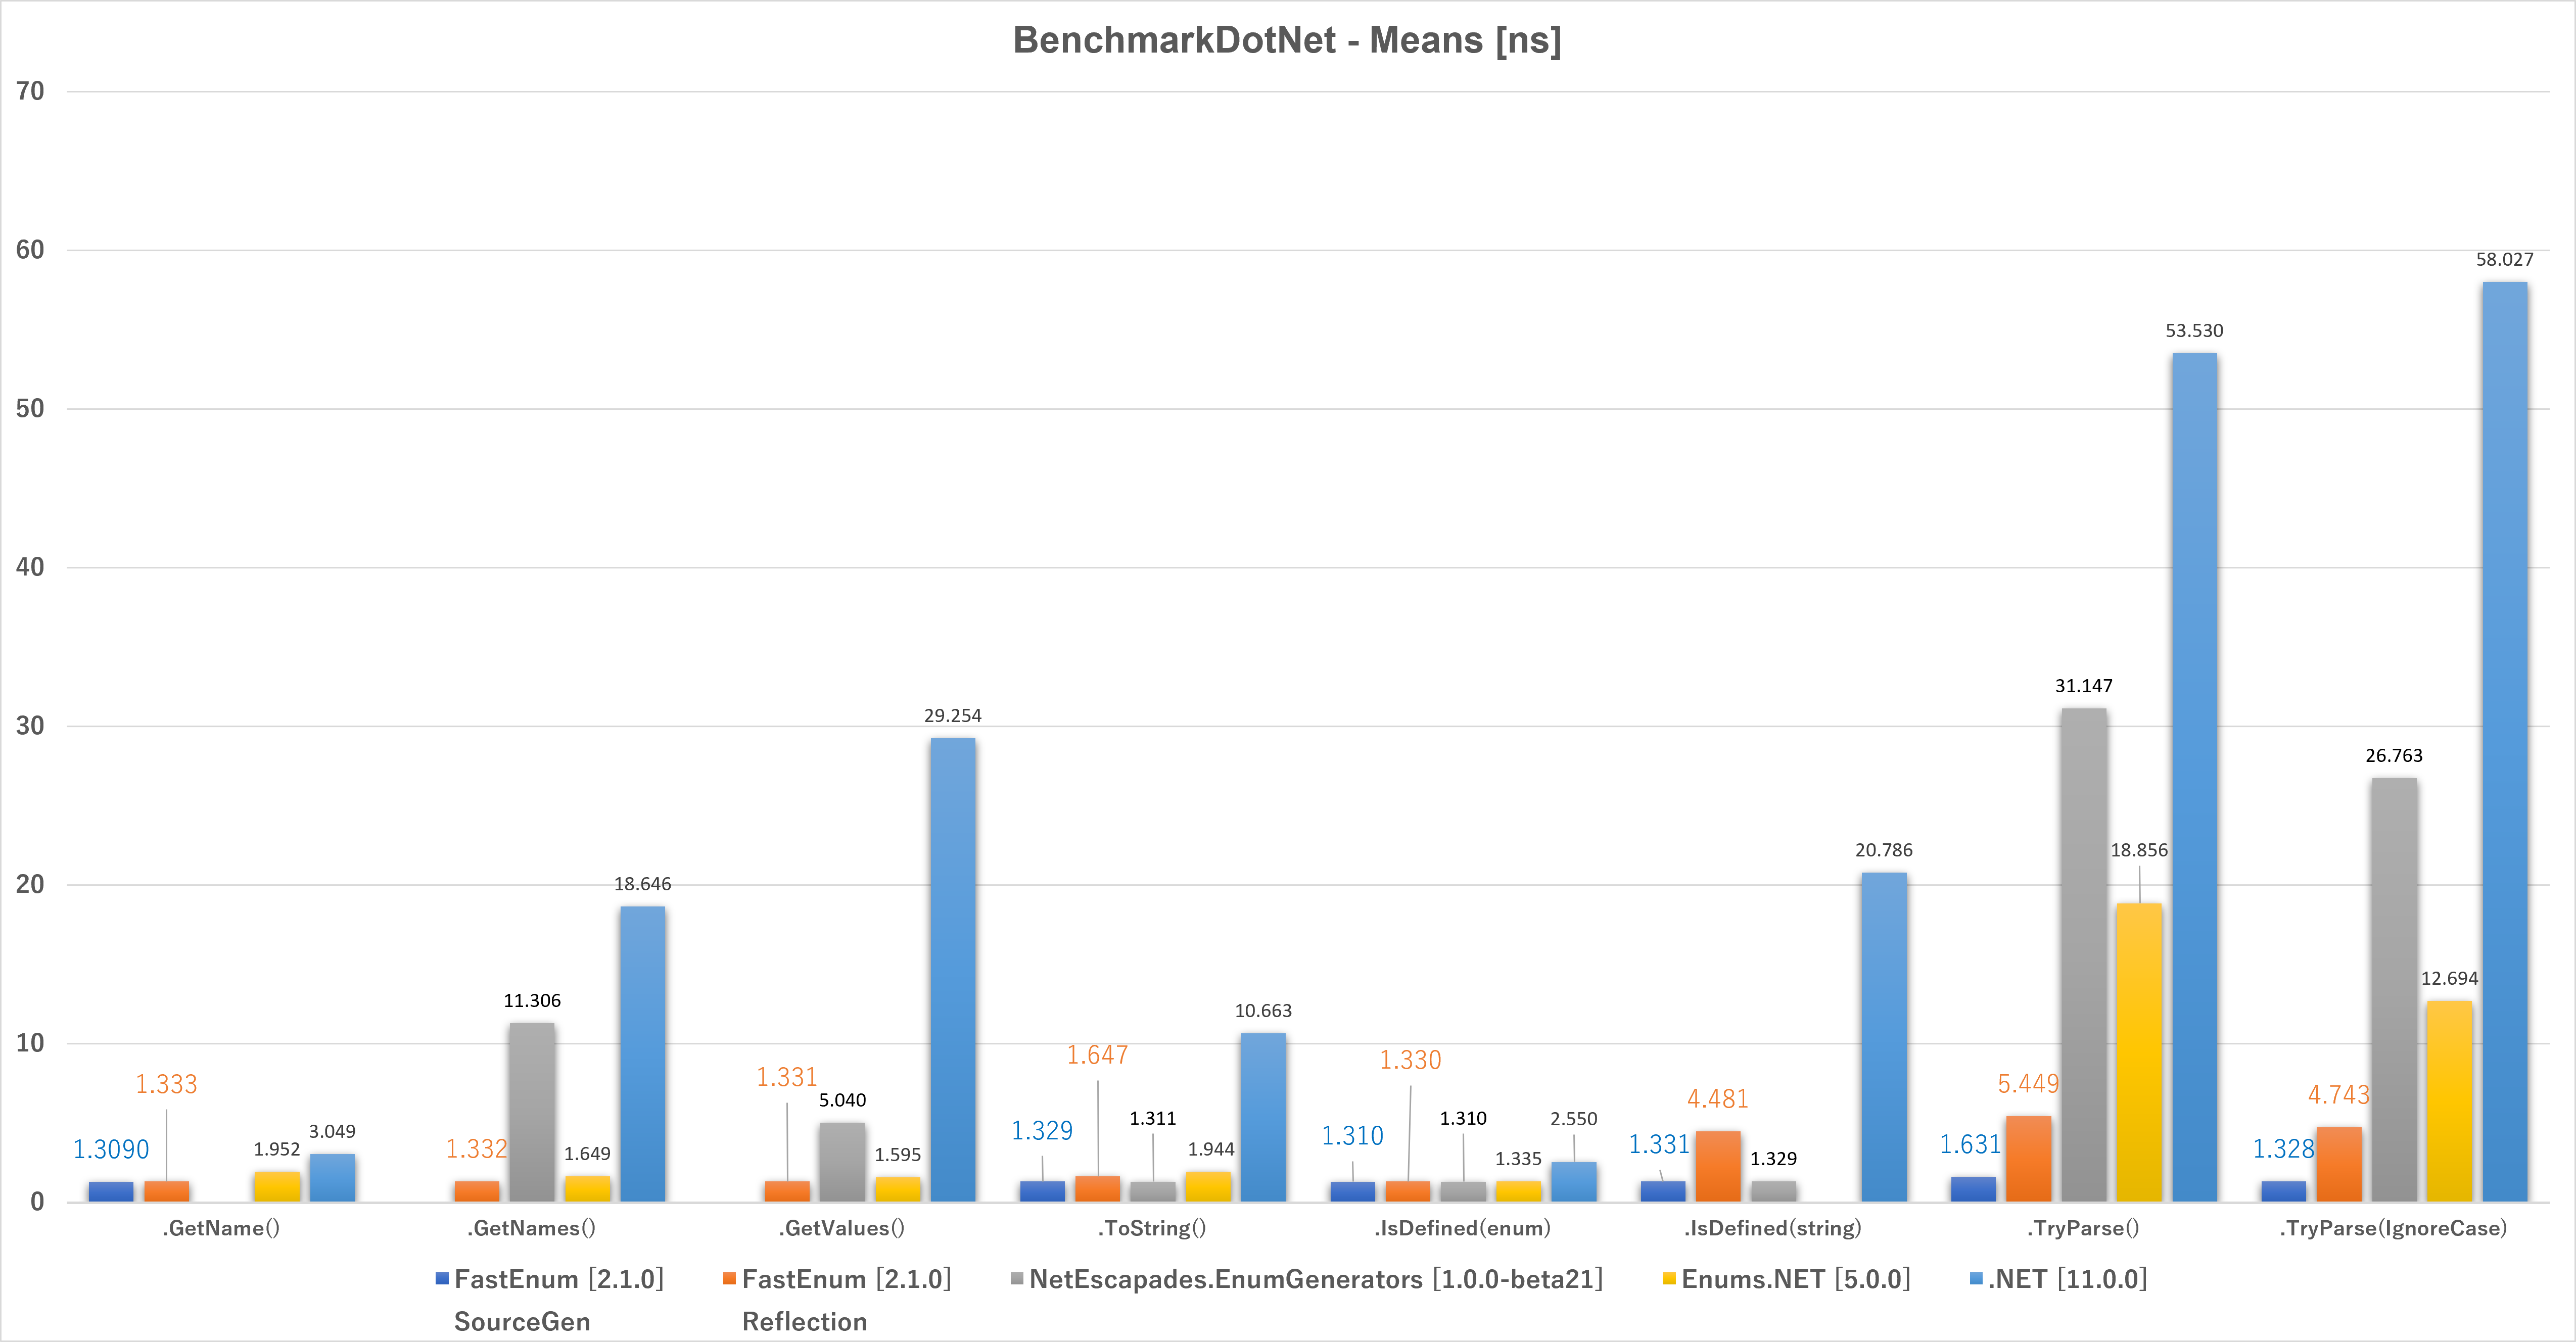 BenchmarkDotNet - Means [ns]
70
60
50
40
30
20
10
0
1.3090
1.333
1.952
3.049
1.332
11.306
1.649
18.646
1.331
5.040
1.595
29.254
1.329
1.647
1.311
1.944
10.663
1.310
1.330
1.310
1.335
2.550
1.331
4.481
1.329
20.786
1.631
5.449
31.147
18.856
53.530
1.328
4.743
26.763
12.694
58.027
.GetName()
.GetNames()
.GetValues()
.ToString()
.IsDefined(enum)
.IsDefined(string)
.TryParse()
.TryParse(IgnoreCase)
FastEnum [2.1.0]
SourceGen
FastEnum [2.1.0]
Reflection
NetEscapades.EnumGenerators [1.0.0-beta21]
Enums.NET [5.0.0]
.NET [11.0.0]